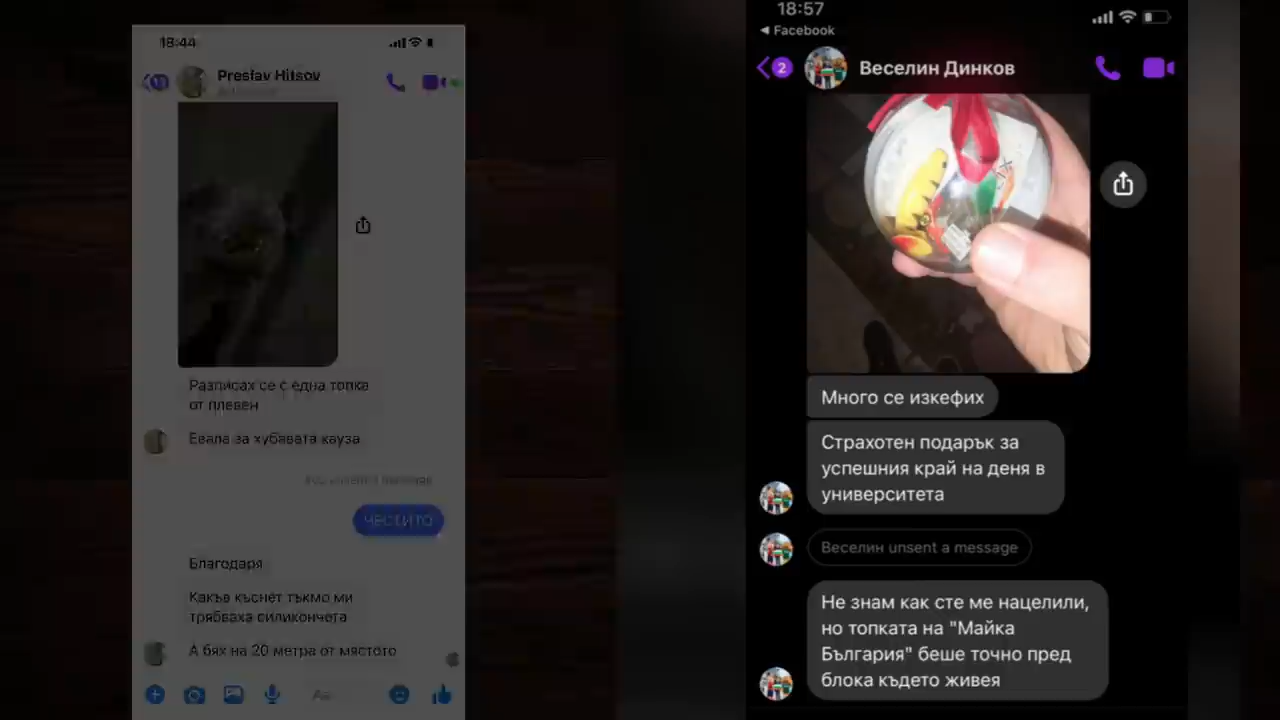 18:44
Preslav Hitsov
Разписах се с една топка
от плевен
Евала за хубавата кауза
ЧЕСТИТО
Благодаря
Какъв късмет тъкмо ми
трябваха силикончета
А бях на 20 метра от мястото
Aa
18:57
Facebook
2
Веселин Динков
Много се изкефих
Страхотен подарък за
успешния край на деня в
университета
Веселин unsent a message
Не знам как сте ме нацелили,
но топката на "Майка
България" беше точно пред
блока където живея